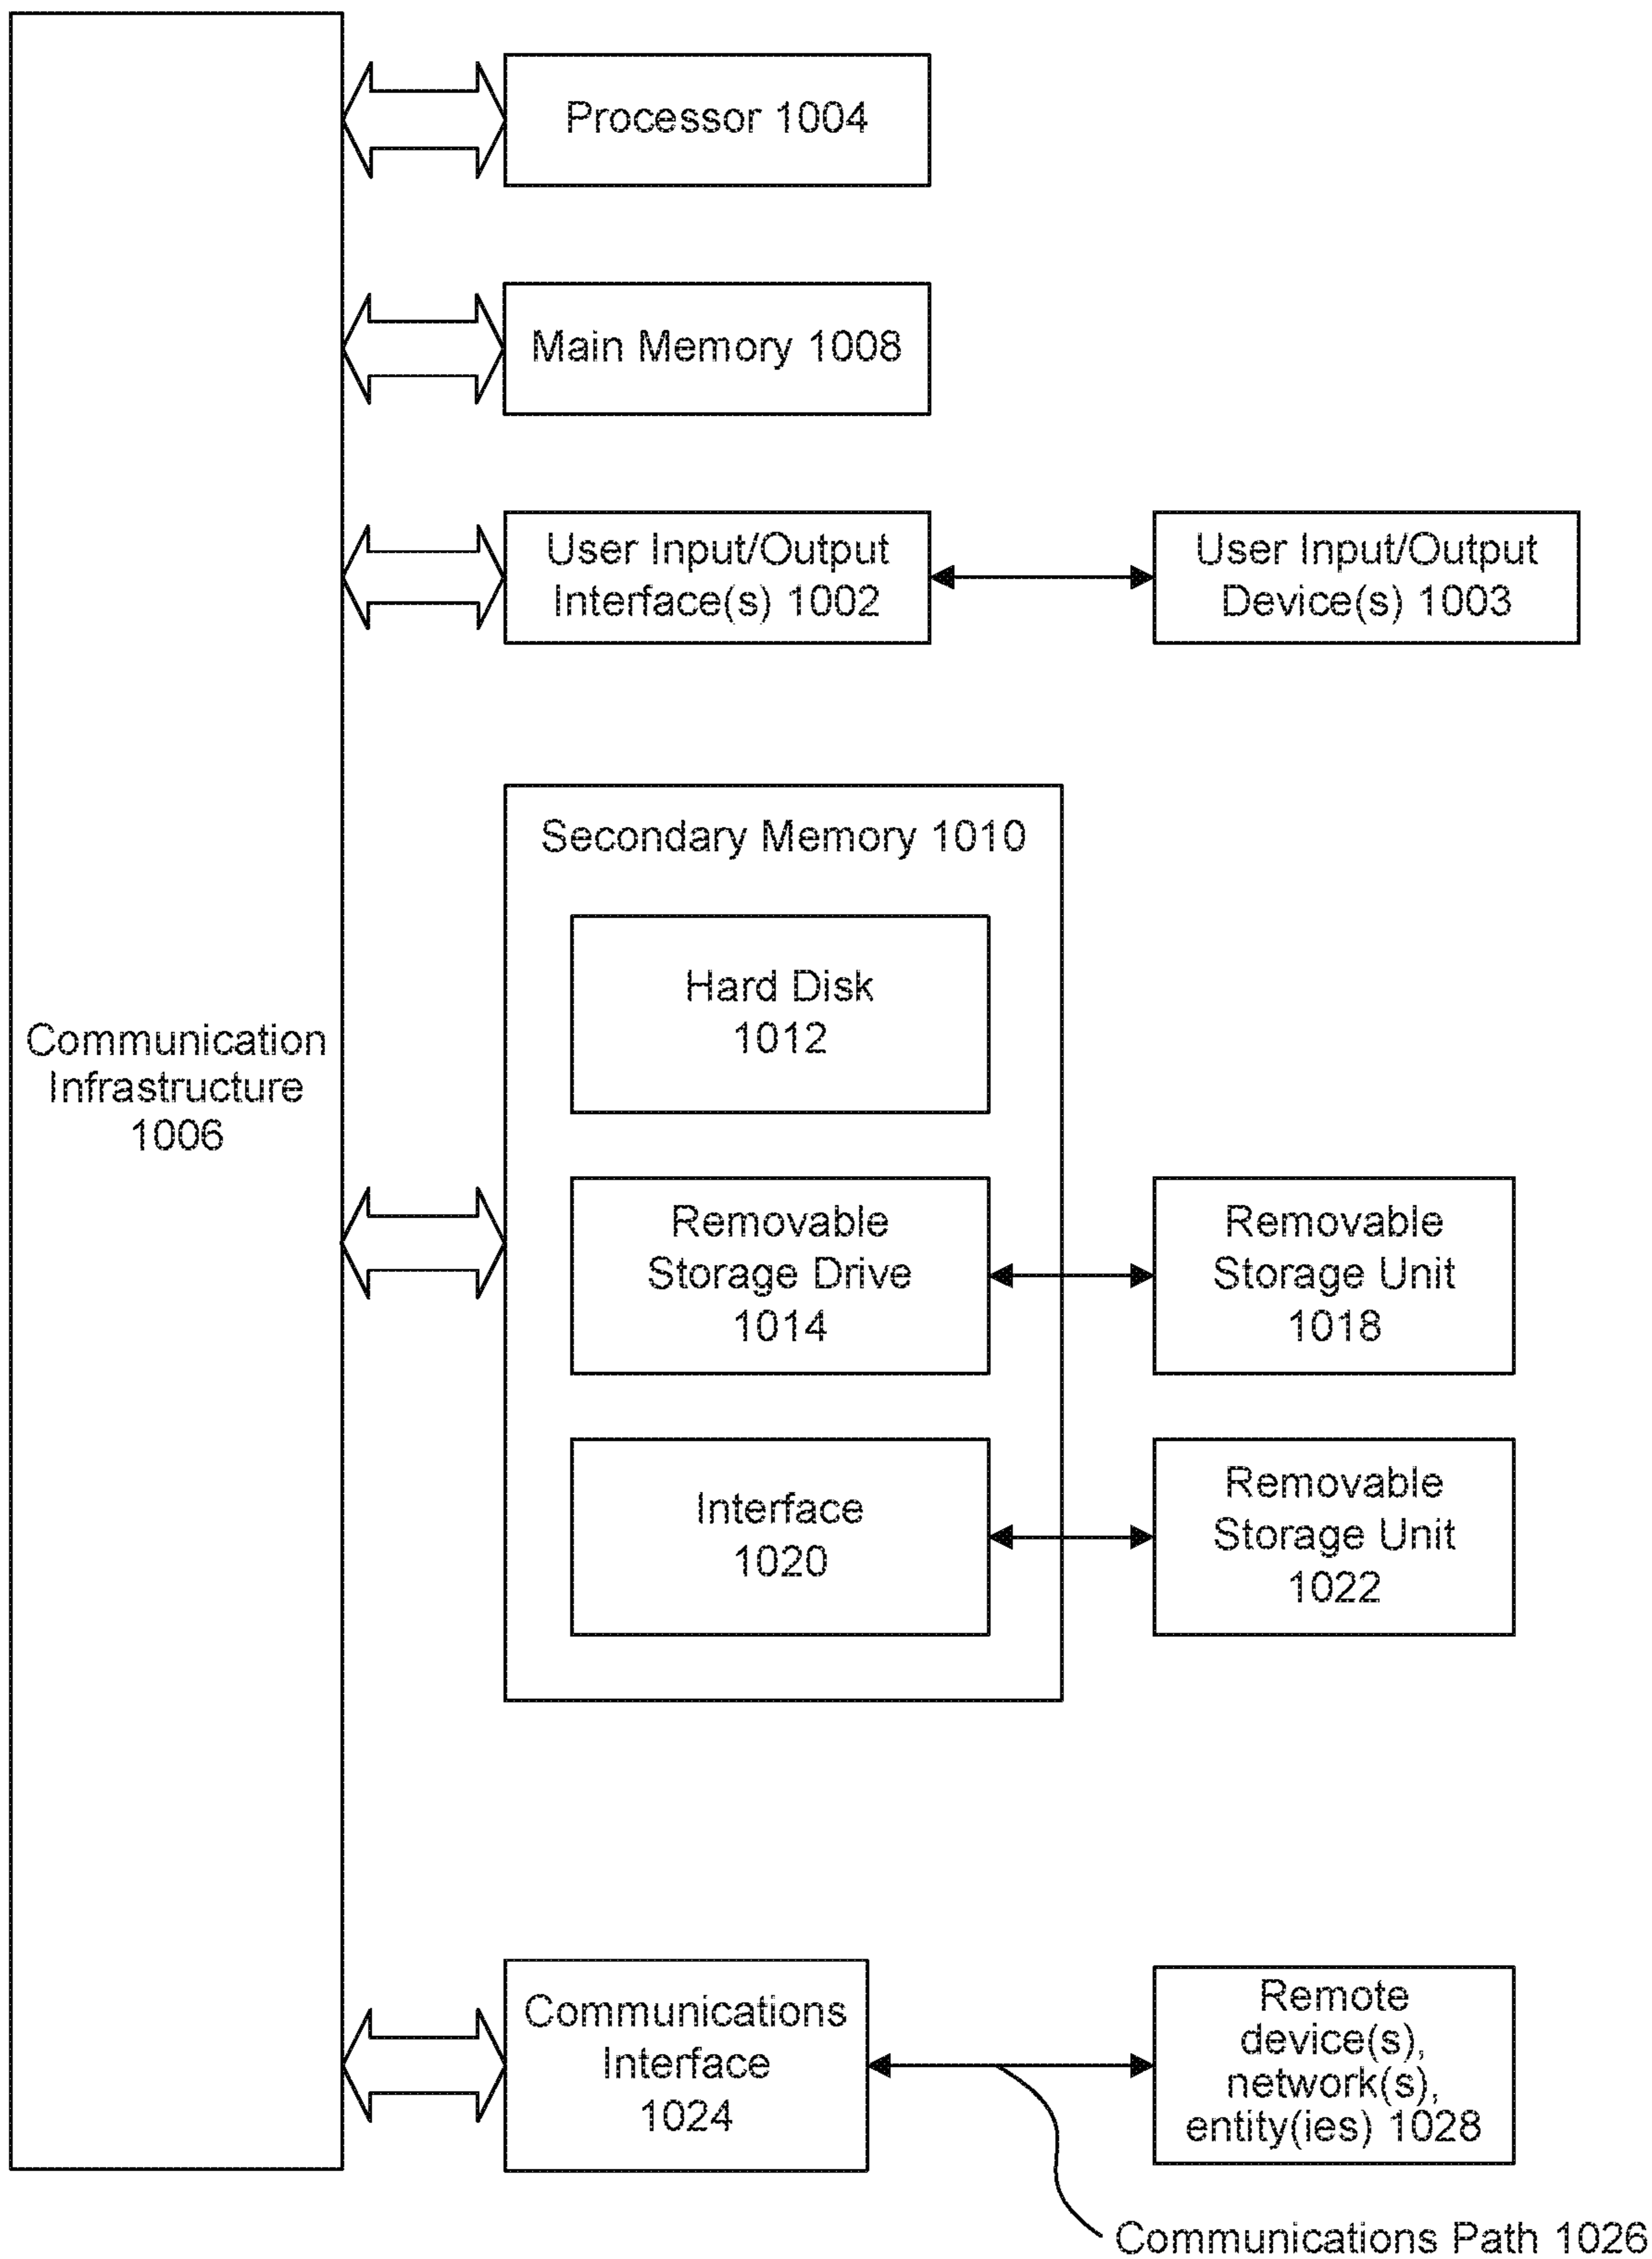 Processor 1004
Main Memory 1008
User Input/Output
Interface(s) 1002
User Input/Output
Device(s) 1003
Secondary Memory 1010
Hard Disk
1012
Communication
Infrastructure
1006
Removable
Storage Drive
1014
Removable
Storage Unit
1018
Interface
1020
Removable
Storage Unit
1022
Communications
Interface
1024
Remote
device(s),
network(s),
entity(ies) 1028
Communications Path 1026